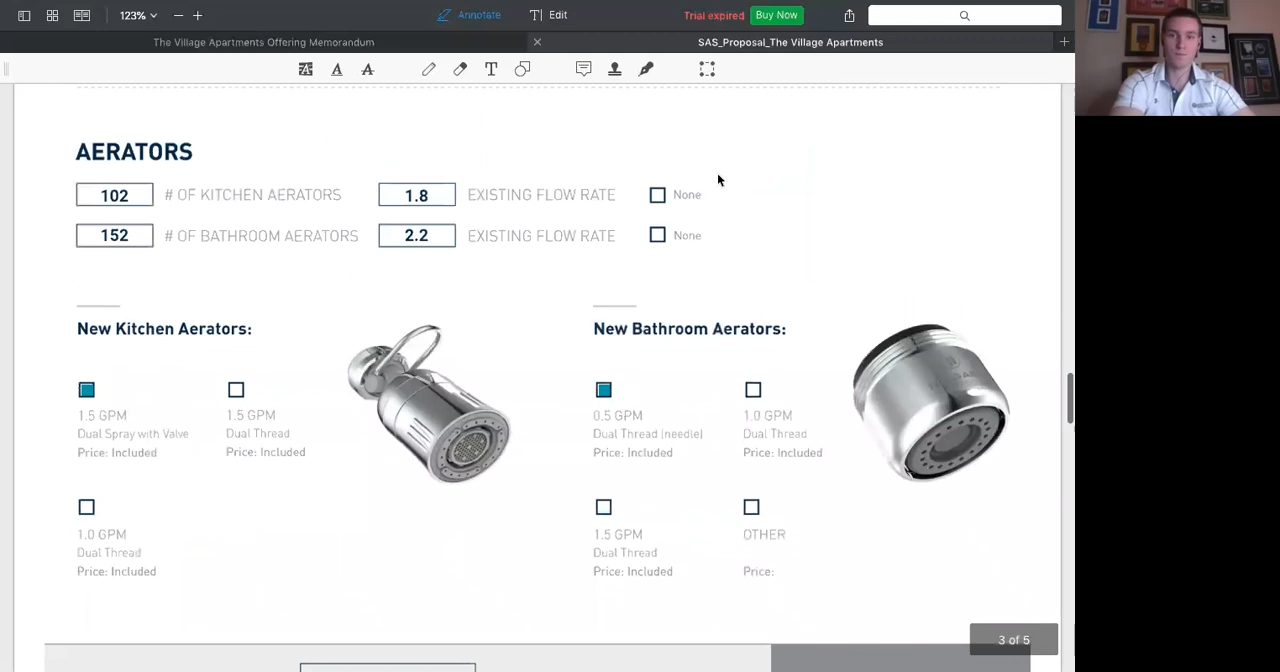 123%
Annotate
T Edit
Trial expired
Buy Now
The Village Apartments Offering Memorandum
SAS_Proposal_The Village Apartments
AERATORS
102 # OF KITCHEN AERATORS 1.8 EXISTING FLOW RATE None
152 # OF BATHROOM AERATORS 2.2 EXISTING FLOW RATE None
New Kitchen Aerators:
1.5 GPM
Dual Spray with Valve
Price: Included
1.5 GPM
Dual Thread
Price: Included
1.0 GPM
Dual Thread
Price: Included
New Bathroom Aerators:
0.5 GPM
Dual Thread (needle)
Price: Included
1.0 GPM
Dual Thread
Price: Included
1.5 GPM
Dual Thread
Price: Included
OTHER
Price:
3 of 5